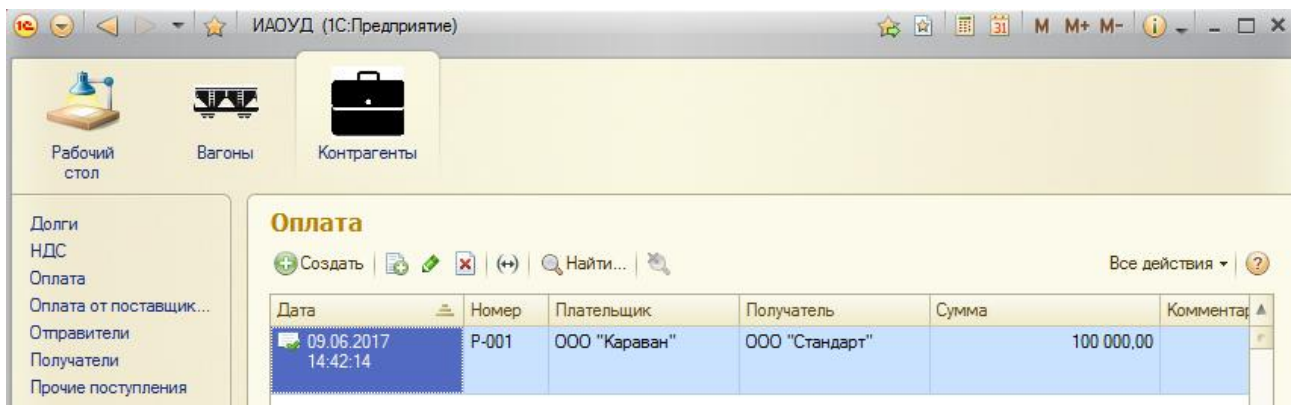 ИАОУД (1С:Предприятие)
31 M M+ M-
Рабочий
стол
Вагоны
Контрагенты
Долги
НДС
Оплата
Оплата от поставщик...
Отправители
Получатели
Прочие поступления
Оплата
Создать Найти... Все действия
Дата Номер Плательщик Получатель Сумма Комментар
09.06.2017 Р-001 ООО "Караван" ООО "Стандарт" 100 000,00
14:42:14